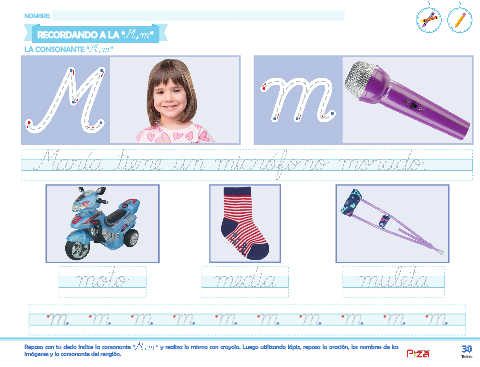 NOMBRE:
RECORDANDO A LA "M, m"
LA CONSONANTE "M, m"
M m
María tiene un micrófono morado.
moto media muleta
m m m m m m m m m m
Repasa con tu dedo índice la consonante "M, m" y realiza lo mismo con crayola. Luego utilizando lápiz, repasa la oración, los nombres de las
imágenes y la consonante del renglón.
30